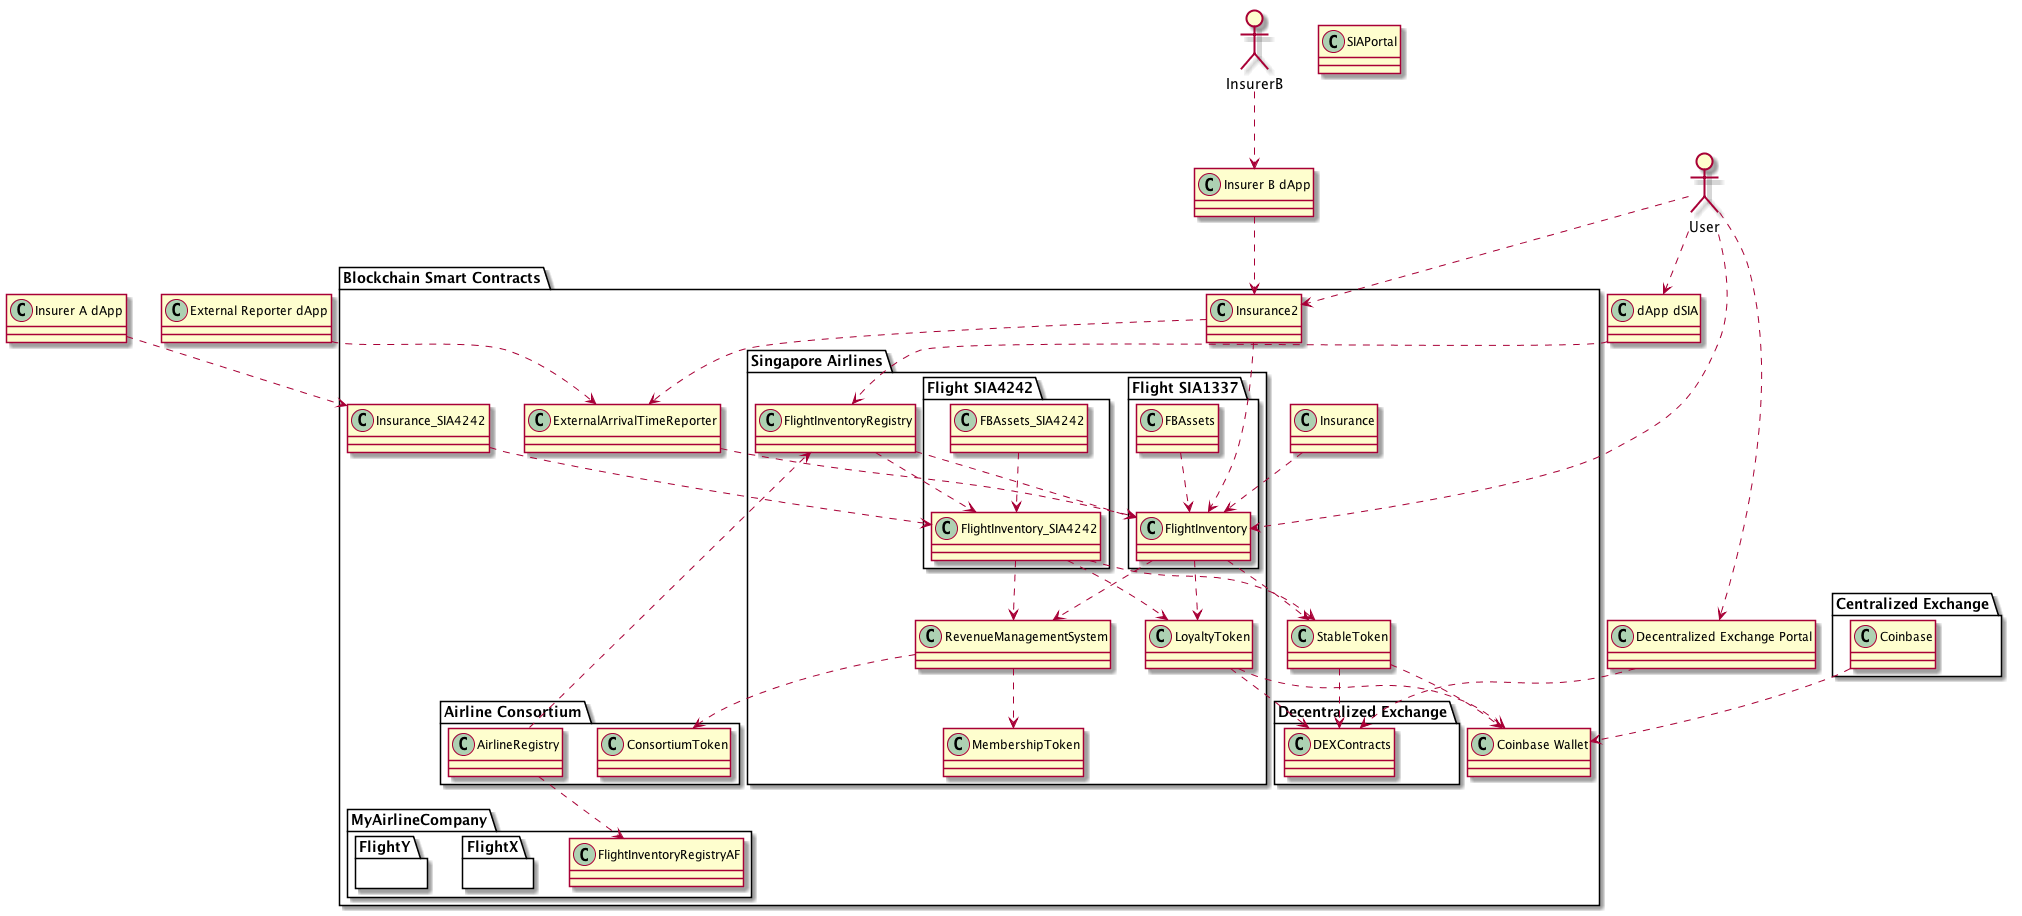 C SIAPortal
InsurerB
C Insurer B dApp
User
Blockchain Smart Contracts
C Insurer A dApp
C External Reporter dApp
C Insurance2
C dApp dSIA
Singapore Airlines
Flight SIA4242
Flight SIA1337
C Insurance_SIA4242
C ExternalArrivalTimeReporter
C FlightInventoryRegistry
C FBAssets_SIA4242
C FBAssets
C Insurance
C FlightInventory_SIA4242
C FlightInventory
Centralized Exchange
C RevenueManagementSystem
C LoyaltyToken
C StableToken
C Decentralized Exchange Portal
C Coinbase
Airline Consortium
Decentralized Exchange
C AirlineRegistry
C ConsortiumToken
C MembershipToken
C DEXContracts
C Coinbase Wallet
MyAirlineCompany
FlightY
FlightX
C FlightInventoryRegistryAF